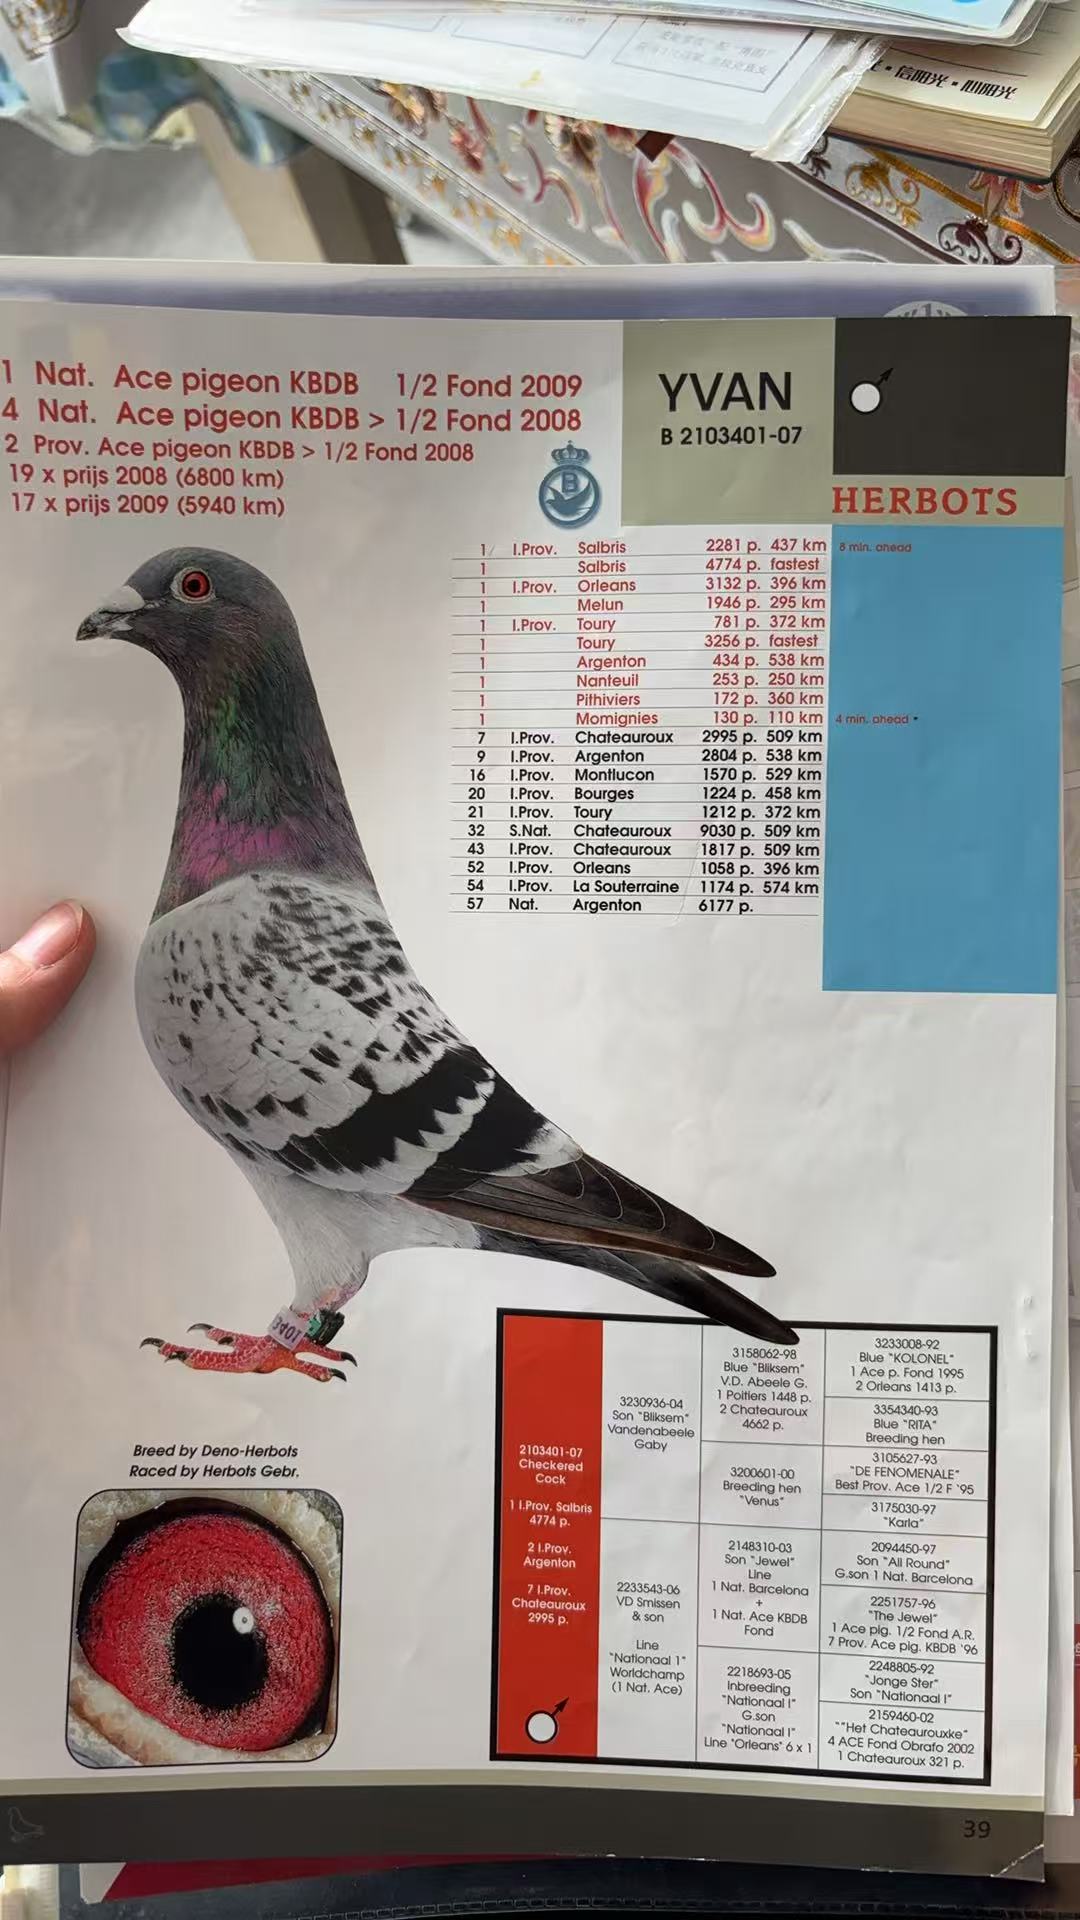 信阳光·心阳光
1 Nat. Ace pigeon KBDB 1/2 Fond 2009
4 Nat. Ace pigeon KBDB > 1/2 Fond 2008
2 Prov. Ace pigeon KBDB > 1/2 Fond 2008
19 x prijs 2008 (6800 km)
17 x prijs 2009 (5940 km)
B
YVAN
B 2103401-07
HERBOTS
1 I.Prov. Salbris 2281 p. 437 km 8 min. ahead
1 Salbris 4774 p. fastest
1 I.Prov. Orleans 3132 p. 396 km
1 Melun 1946 p. 295 km
1 I.Prov. Toury 781 p. 372 km
1 Toury 3256 p. fastest
1 Argenton 434 p. 538 km
1 Nanteuil 253 p. 250 km
1 Pithiviers 172 p. 360 km
1 Momignies 130 p. 110 km 4 min. ahead
7 I.Prov. Chateauroux 2995 p. 509 km
9 I.Prov. Argenton 2804 p. 538 km
16 I.Prov. Montlucon 1570 p. 529 km
20 I.Prov. Bourges 1224 p. 458 km
21 I.Prov. Toury 1212 p. 372 km
32 S.Nat. Chateauroux 9030 p. 509 km
43 I.Prov. Chateauroux 1817 p. 509 km
52 I.Prov. Orleans 1058 p. 396 km
54 I.Prov. La Souterraine 1174 p. 574 km
57 Nat. Argenton 6177 p.
Breed by Deno-Herbots
Raced by Herbots Gebr.
2103401-07
Checkered
Cock
1 I.Prov. Salbris
4774 p.
2 I.Prov.
Argenton
7 I.Prov.
Chateauroux
2995 p.
3230936-04
Son "Bliksem"
Vandenabeele
Gaby
2233543-06
VD Smissen
& son
Line
"Nationaal 1"
Worldchamp
(1 Nat. Ace)
3158062-98
Blue "Bliksem"
V.D. Abeele G.
1 Poitiers 1448 p.
2 Chateauroux
4662 p.
3200601-00
Breeding hen
"Venus"
2148310-03
Son "Jewel"
Line
1 Nat. Barcelona
+
1 Nat. Ace KBDB
Fond
2218693-05
Inbreeding
"Nationaal I"
G.son
"Nationaal I"
Line "Orleans" 6 x 1
3233008-92
Blue "KOLONEL"
1 Ace p. Fond 1995
2 Orleans 1413 p.
3354340-93
Blue "RITA"
Breeding hen
3105627-93
"DE FENOMENALE"
Best Prov. Ace 1/2 F '95
3175030-97
"Karla"
2094450-97
Son "All Round"
G.son 1 Nat. Barcelona
2251757-96
"The Jewel"
1 Ace pig. 1/2 Fond A.R.
7 Prov. Ace pig. KBDB '96
2248805-92
"Jonge Ster"
Son "Nationaal I"
2159460-02
""Het Chateaurouxke"
4 ACE Fond Obrafo 2002
1 Chateauroux 321 p.
39